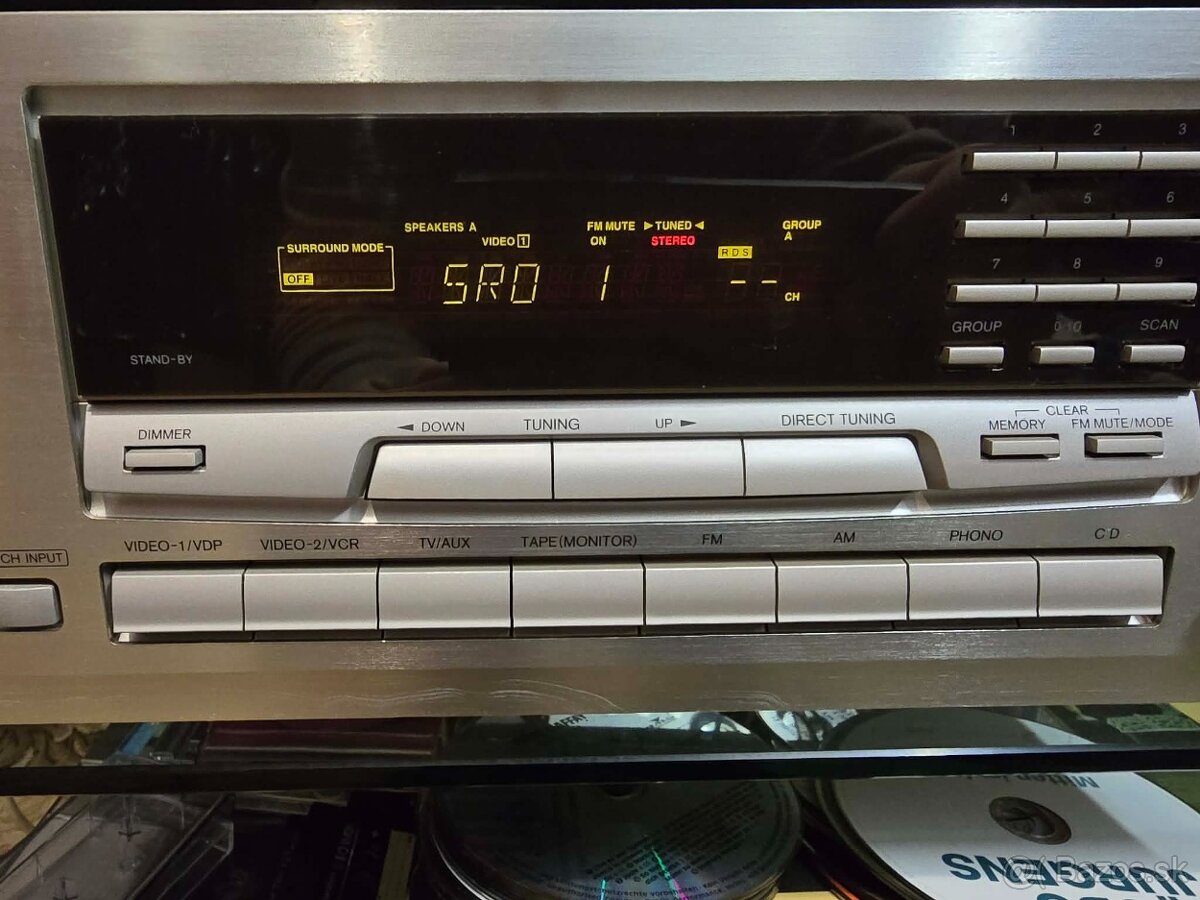 1 2 3
SPEAKERS A FM MUTE ►TUNED◄ GROUP
VIDEO 1 ON STEREO A
4 5 6
SURROUND MODE RDS
OFF SRO 1 -- CH
7 8 9
GROUP 0/10 SCAN
STAND-BY
CLEAR
DIMMER ◄ DOWN TUNING UP ► DIRECT TUNING MEMORY FM MUTE/MODE
CH INPUT VIDEO-1/VDP VIDEO-2/VCR TV/AUX TAPE(MONITOR) FM AM PHONO CD
Bazos.sk